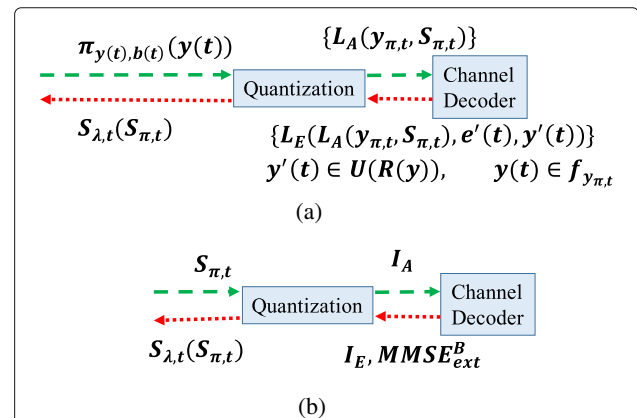 π_{y(t),b(t)}(y(t))
{L_A(y_{π,t}, S_{π,t})}
Quantization
Channel
Decoder
S_{λ,t}(S_{π,t})
{L_E(L_A(y_{π,t}, S_{π,t}), e′(t), y′(t))}
y′(t) ∈ U(R(y)), y(t) ∈ f_{y_{π,t}}
(a)
S_{π,t}
I_A
Quantization
Channel
Decoder
S_{λ,t}(S_{π,t})
I_E, MMSE^B_{ext}
(b)